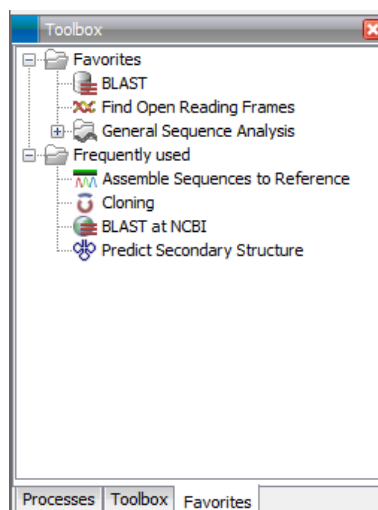 Toolbox
Favorites
BLAST
Find Open Reading Frames
General Sequence Analysis
Frequently used
Assemble Sequences to Reference
Cloning
BLAST at NCBI
Predict Secondary Structure
Processes Toolbox Favorites